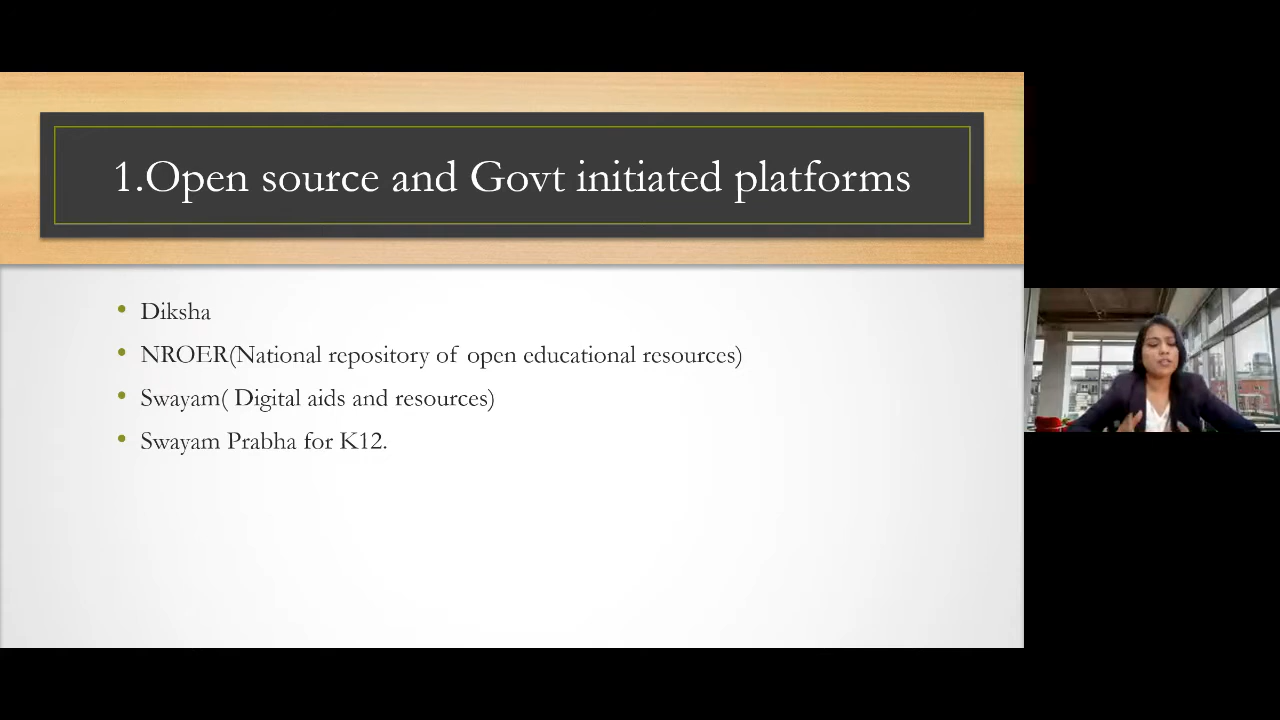 1.Open source and Govt initiated platforms
Diksha
NROER(National repository of open educational resources)
Swayam( Digital aids and resources)
Swayam Prabha for K12.